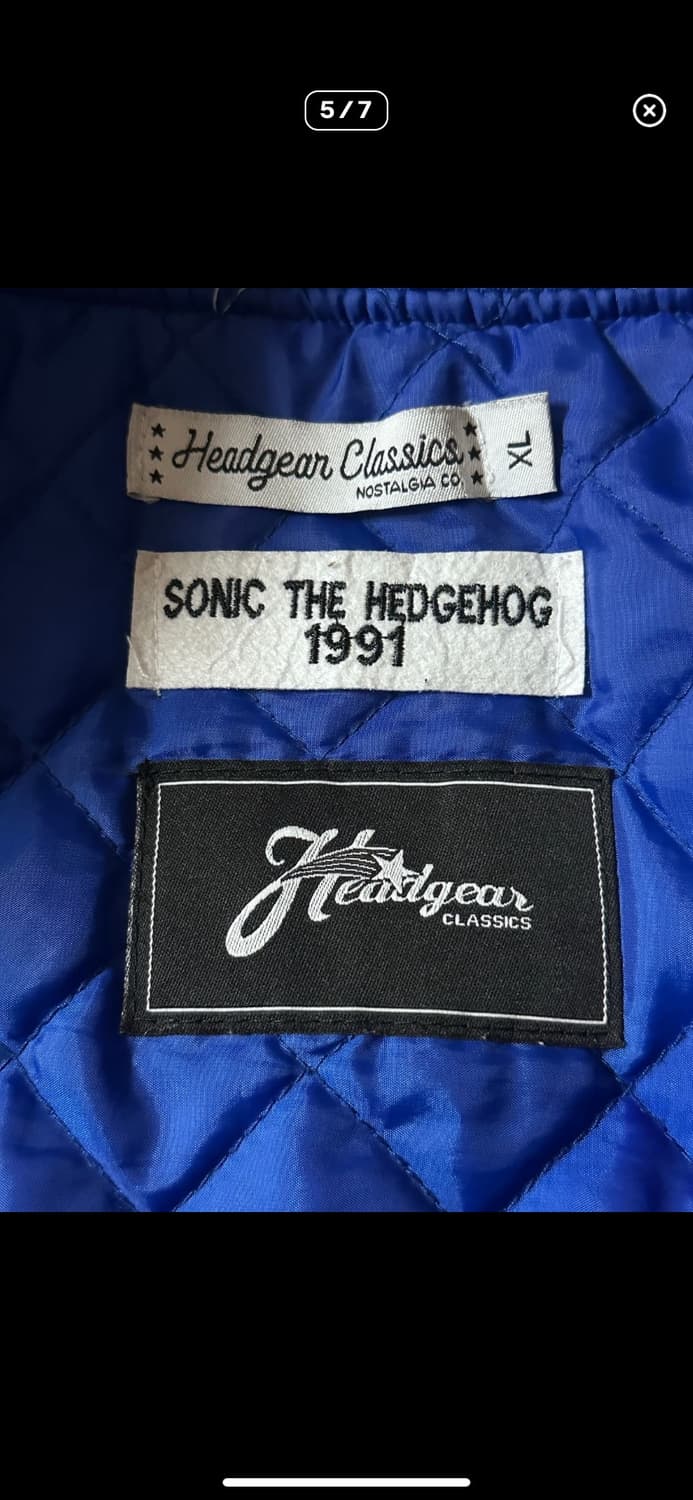 5/7
Headgear Classics
NOSTALGIA CO.
XL
SONIC THE HEDGEHOG
1991
Headgear
CLASSICS